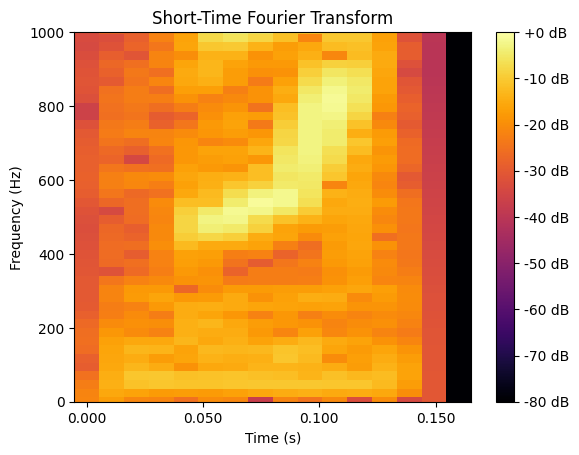 Short-Time Fourier Transform
1000
800
600
400
200
0
Frequency (Hz)
0.000
0.050
0.100
0.150
Time (s)
+0 dB
-10 dB
-20 dB
-30 dB
-40 dB
-50 dB
-60 dB
-70 dB
-80 dB